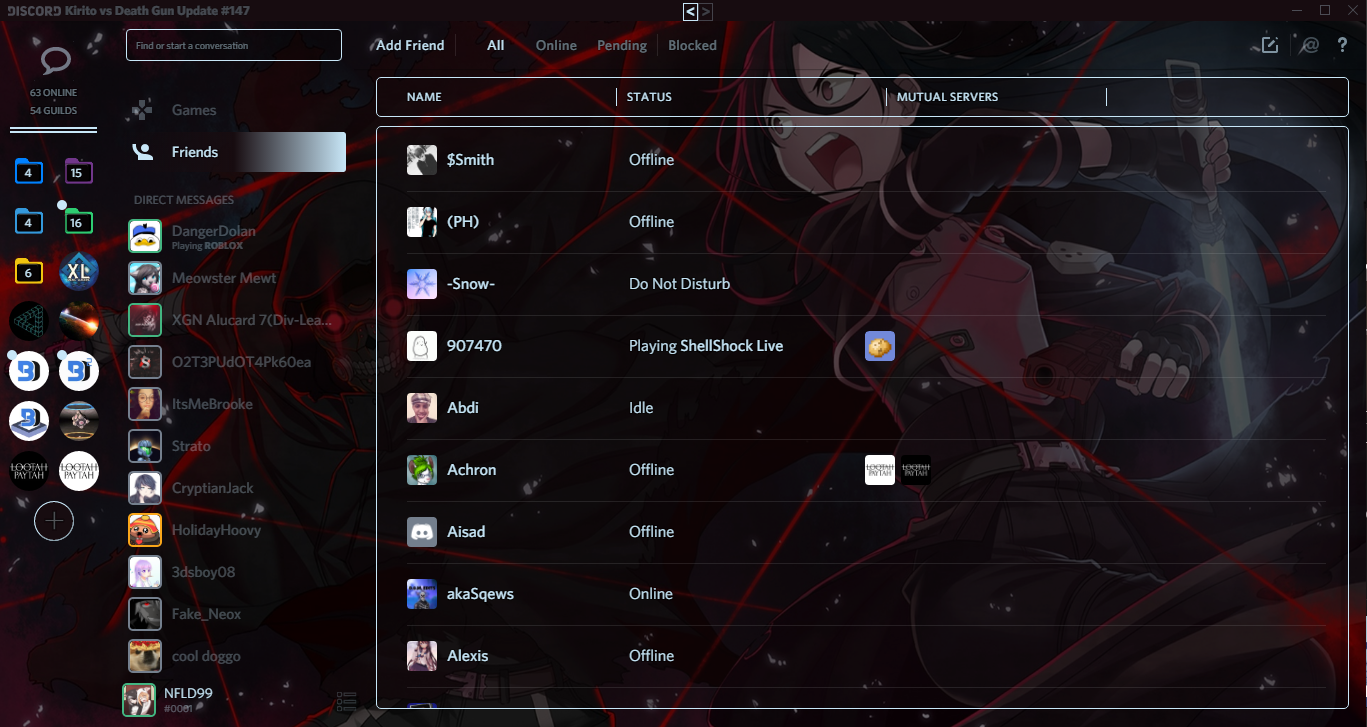 DISCORD Kirito vs Death Gun Update #147
< >
Find or start a conversation
Add Friend
All
Online
Pending
Blocked
@
?
63 ONLINE
54 GUILDS
4
15
4
16
6
XL
LOOTAH
PAYTAH
LOOTAH
PAYTAH
Games
Friends
DIRECT MESSAGES
DangerDolan
Playing ROBLOX
Meowster Mewt
XGN Alucard 7(Div-Lea...
O2T3PUdOT4Pk60ea
ItsMeBrooke
Strato
CryptianJack
HolidayHoovy
3dsboy08
Fake_Neox
cool doggo
NFLD99
NAME
STATUS
MUTUAL SERVERS
$Smith
Offline
(PH)
Offline
-Snow-
Do Not Disturb
907470
Playing ShellShock Live
Abdi
Idle
Achron
Offline
LOOTAH
PAYTAH
LOOTAH
PAYTAH
Aisad
Offline
akaSqews
Online
Alexis
Offline